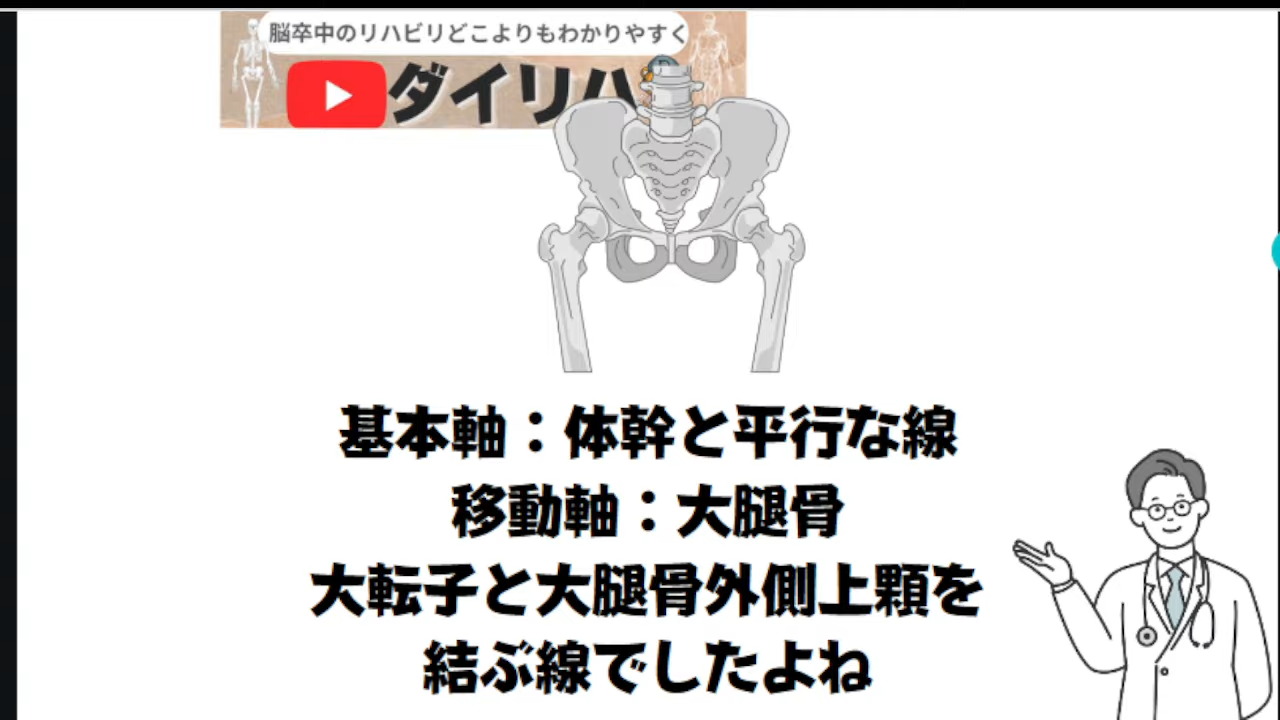 脳卒中のリハビリどこよりもわかりやすく
ダイリハ
基本軸：体幹と平行な線
移動軸：大腿骨
大転子と大腿骨外側上顆を
結ぶ線でしたよね